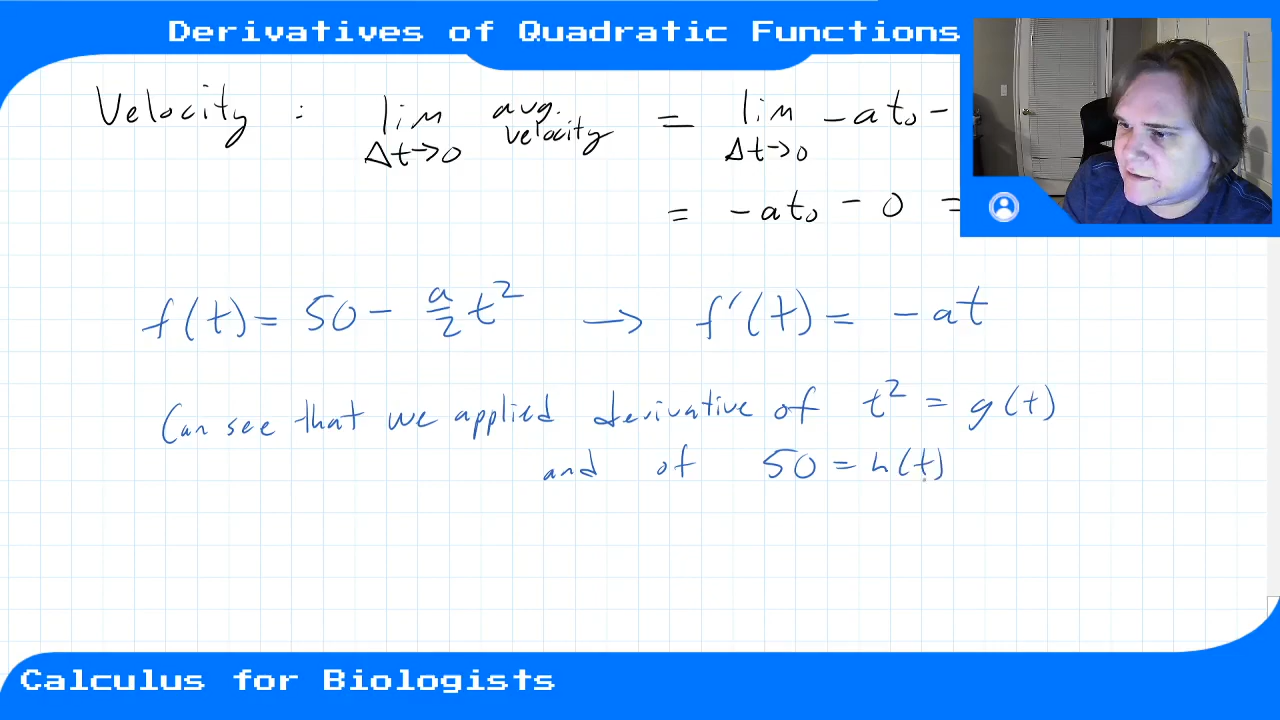 Derivatives of Quadratic Functions
Velocity : lim Δt→0 avg. velocity = lim Δt→0 -at₀ -
= -at₀ - 0 =
f(t) = 50 - a/2 t² → f'(t) = -at
Can see that we applied derivative of t² = g(t)
and of 50 = h(t)
Calculus for Biologists